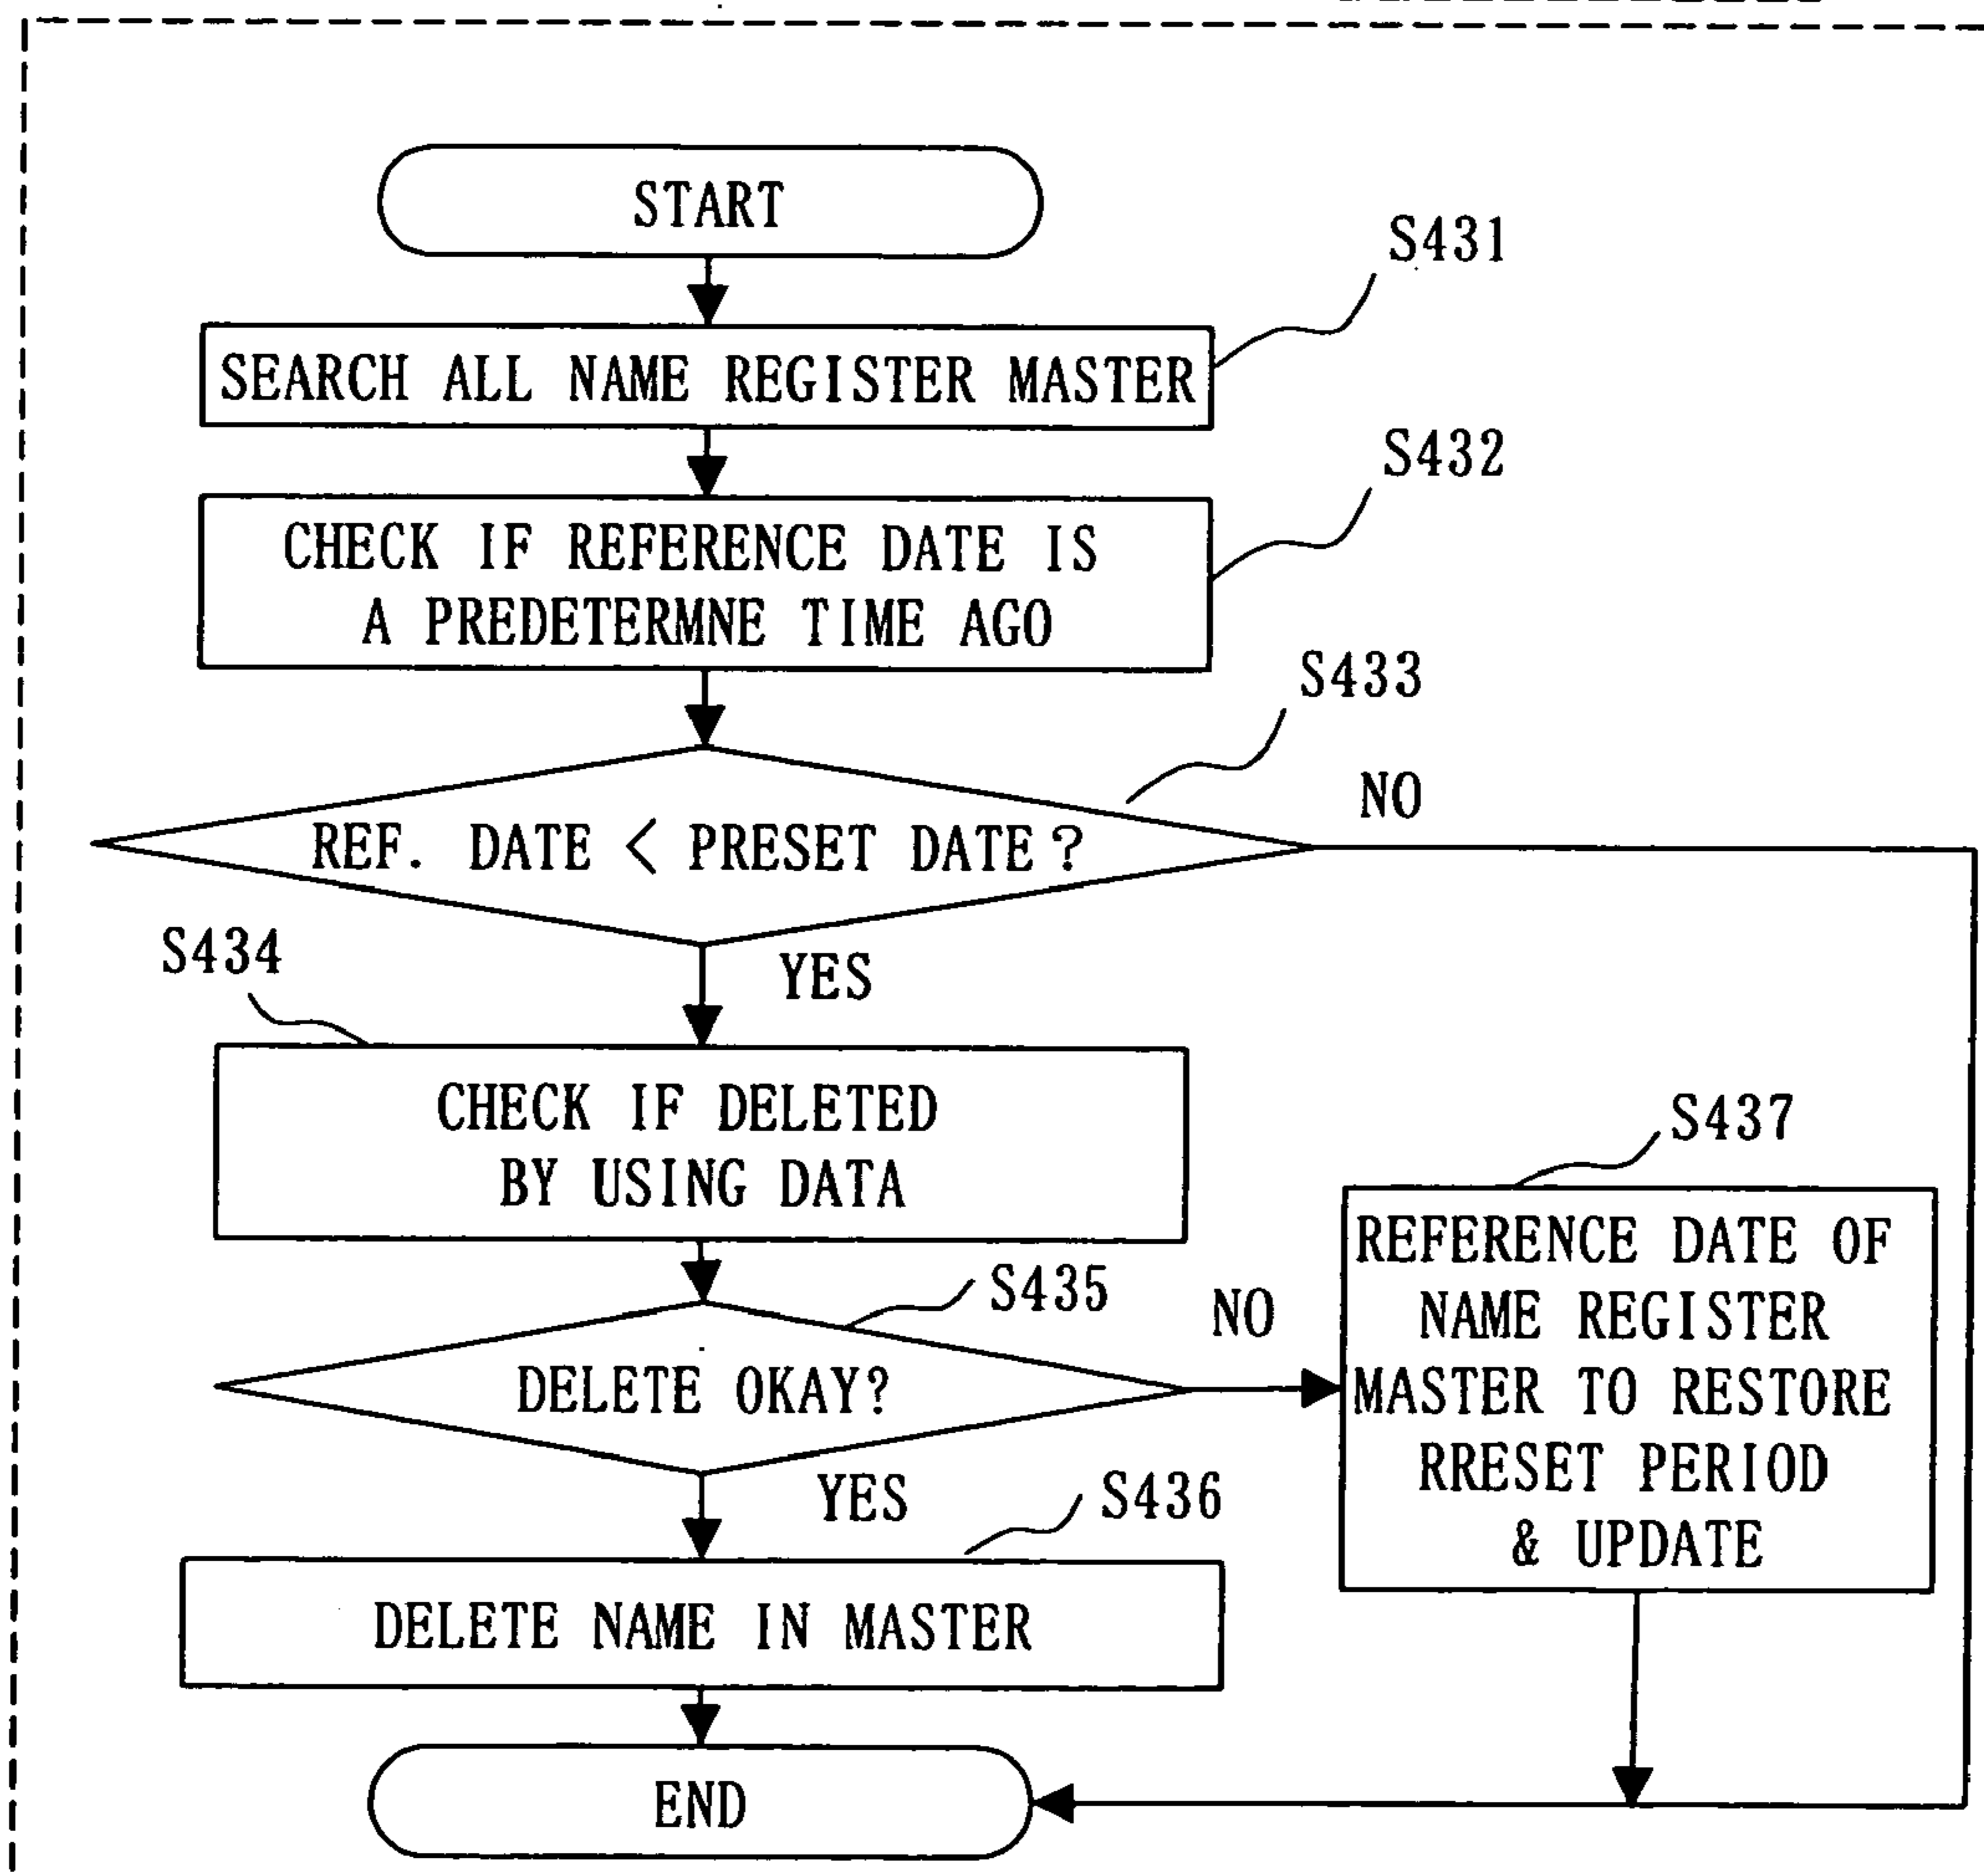 START
S431
SEARCH ALL NAME REGISTER MASTER
S432
CHECK IF REFERENCE DATE IS
A PREDETERMNE TIME AGO
S433
REF. DATE < PRESET DATE?
NO
YES
S434
CHECK IF DELETED
BY USING DATA
S435
DELETE OKAY?
NO
S437
REFERENCE DATE OF
NAME REGISTER
MASTER TO RESTORE
RRESET PERIOD
& UPDATE
YES
S436
DELETE NAME IN MASTER
END